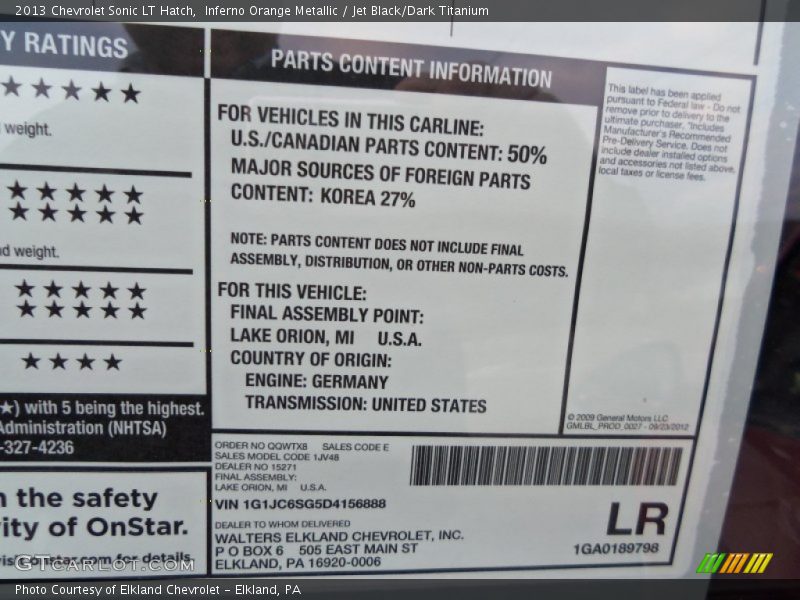 2013 Chevrolet Sonic LT Hatch,  Inferno Orange Metallic / Jet Black/Dark Titanium
Y RATINGS
★ ★ ★ ★ ★
weight.
★ ★ ★ ★ ★
★ ★ ★ ★ ★
d weight.
★ ★ ★ ★ ★
★ ★ ★ ★ ★
★ ★ ★ ★
★) with 5 being the highest.
Administration (NHTSA)
-327-4236
n the safety
rity of OnStar.
onstar.com for details.
PARTS CONTENT INFORMATION
FOR VEHICLES IN THIS CARLINE:
U.S./CANADIAN PARTS CONTENT: 50%
MAJOR SOURCES OF FOREIGN PARTS
CONTENT: KOREA 27%
NOTE: PARTS CONTENT DOES NOT INCLUDE FINAL
ASSEMBLY, DISTRIBUTION, OR OTHER NON-PARTS COSTS.
FOR THIS VEHICLE:
FINAL ASSEMBLY POINT:
LAKE ORION, MI U.S.A.
COUNTRY OF ORIGIN:
ENGINE: GERMANY
TRANSMISSION: UNITED STATES
This label has been applied
pursuant to Federal law - Do not
remove prior to delivery to the
ultimate purchaser. *Includes
Manufacturer's Recommended
Pre-Delivery Service. Does not
include dealer installed options
and accessories not listed above,
local taxes or license fees.
© 2009 General Motors LLC
GMLBL_PROD_0027 - 09/23/2012
ORDER NO QQWTX8 SALES CODE E
SALES MODEL CODE 1JV48
DEALER NO 15271
FINAL ASSEMBLY:
LAKE ORION, MI U.S.A.
VIN 1G1JC6SG5D4156888
DEALER TO WHOM DELIVERED
WALTERS ELKLAND CHEVROLET, INC.
P O BOX 6 505 EAST MAIN ST
ELKLAND, PA 16920-0006
LR
1GA0189798
GTCARLOT.COM
Photo Courtesy of Elkland Chevrolet - Elkland, PA